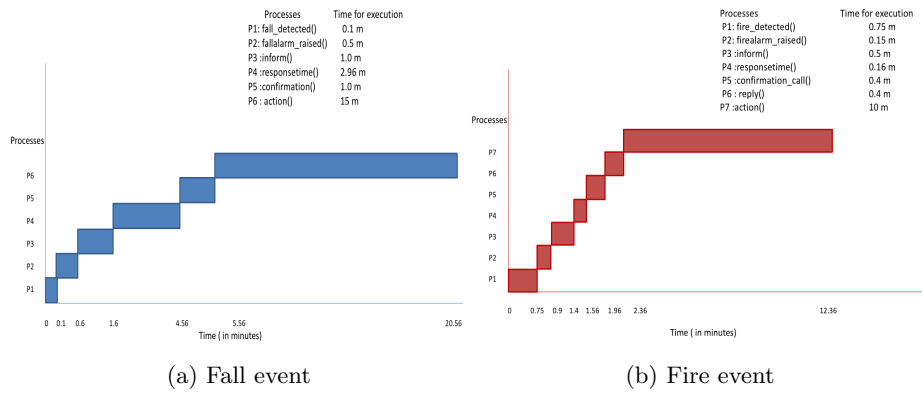 Processes Time for execution
P1: fall_detected() 0.1 m
P2: fallalarm_raised() 0.5 m
P3 :inform() 1.0 m
P4 :responsetime() 2.96 m
P5 :confirmation() 1.0 m
P6 : action() 15 m
Processes
P6
P5
P4
P3
P2
P1
0 0.1 0.6 1.6 4.56 5.56 20.56
Time ( in minutes)
(a) Fall event
Processes Time for execution
P1: fire_detected() 0.75 m
P2: firealarm_raised() 0.15 m
P3 :inform() 0.5 m
P4 :responsetime() 0.16 m
P5 :confirmation_call() 0.4 m
P6 : reply() 0.4 m
P7 :action() 10 m
Processes
P7
P6
P5
P4
P3
P2
P1
0 0.75 0.9 1.4 1.56 1.96 2.36 12.36
Time ( in minutes)
(b) Fire event